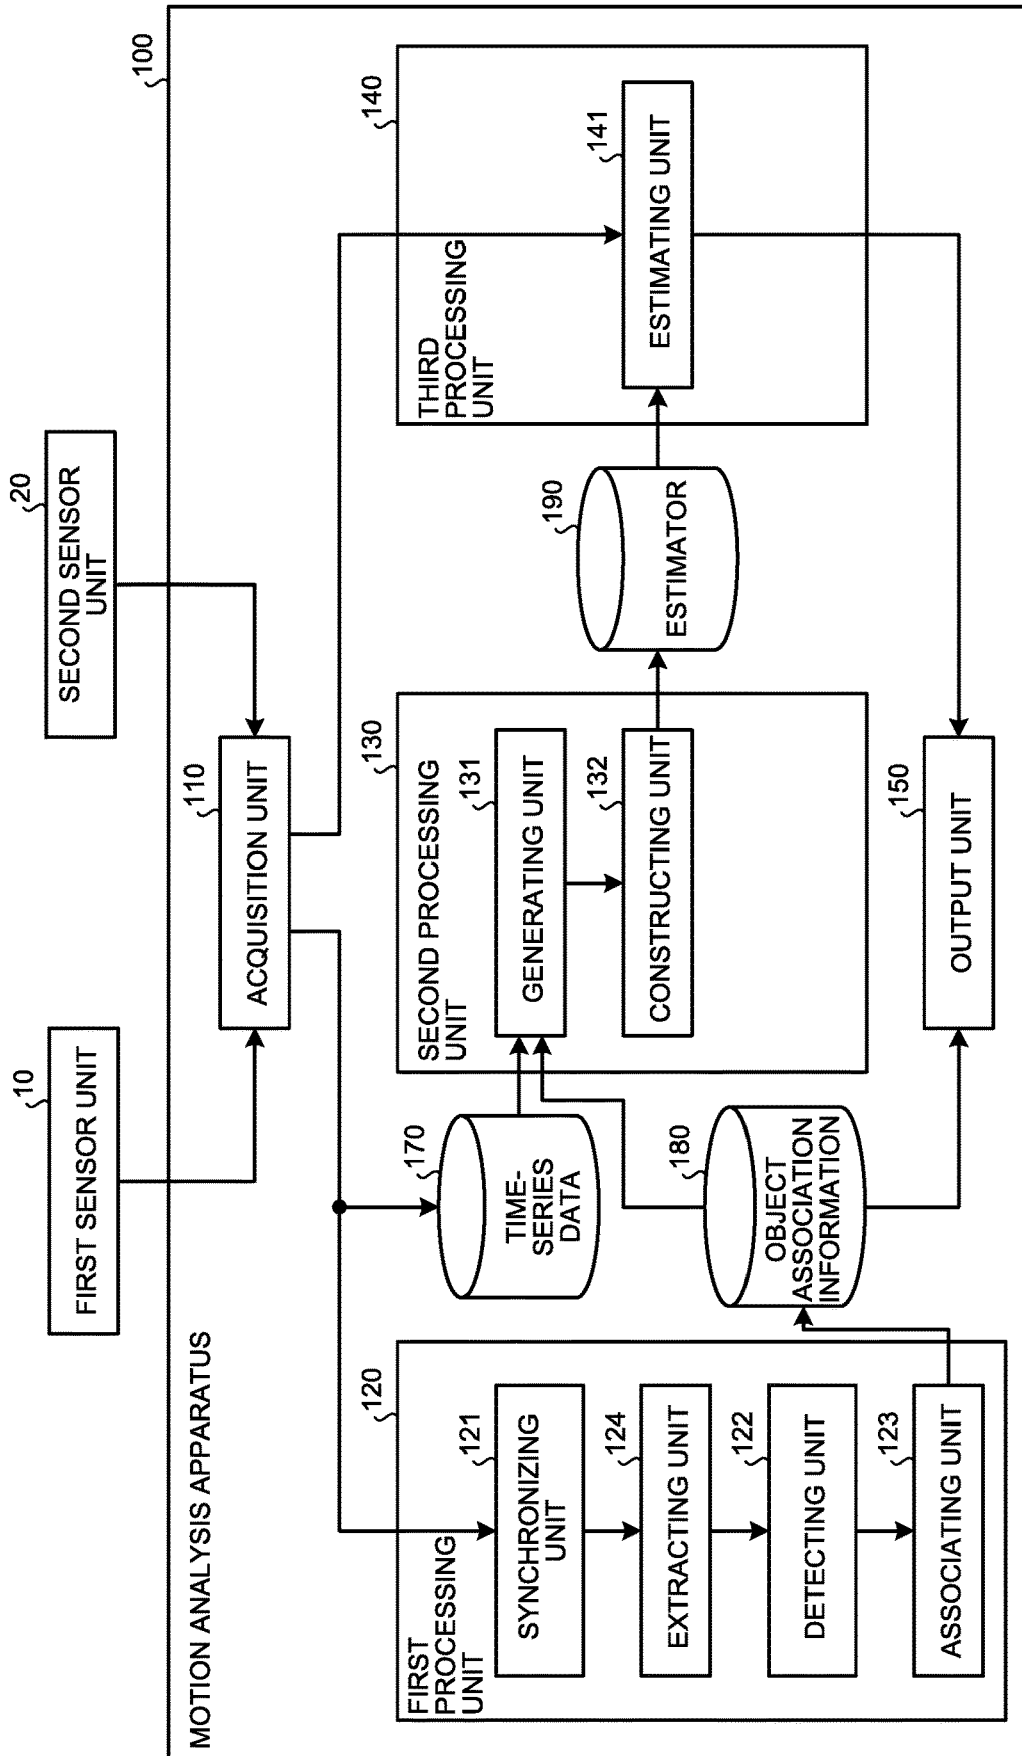 10
FIRST SENSOR UNIT
20
SECOND SENSOR
UNIT
100
MOTION ANALYSIS APPARATUS
110
ACQUISITION UNIT
FIRST
PROCESSING
UNIT
120
121
SYNCHRONIZING
UNIT
124
EXTRACTING UNIT
122
DETECTING UNIT
123
ASSOCIATING UNIT
170
TIME-
SERIES
DATA
180
OBJECT
ASSOCIATION
INFORMATION
SECOND PROCESSING
UNIT
130
131
GENERATING UNIT
132
CONSTRUCTING UNIT
190
ESTIMATOR
THIRD
PROCESSING
UNIT
140
141
ESTIMATING UNIT
150
OUTPUT UNIT